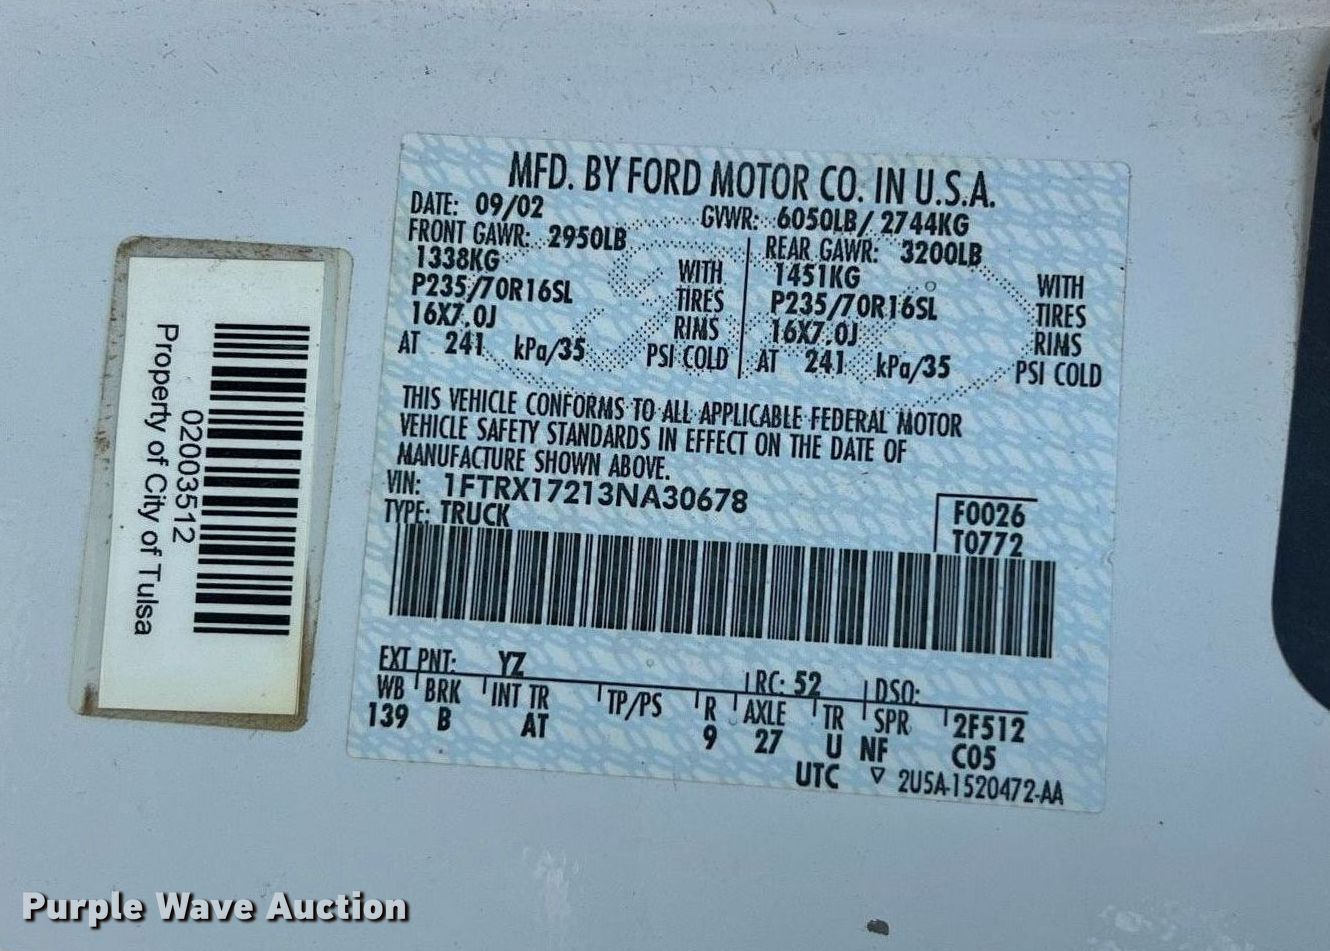 MFD. BY FORD MOTOR CO. IN U.S.A.
DATE: 09/02 GVWR: 6050LB/ 2744KG
FRONT GAWR: 2950LB REAR GAWR: 3200LB
1338KG WITH 1451KG WITH
P235/70R16SL TIRES P235/70R16SL TIRES
16X7.0J RIMS 16X7.0J RIMS
AT 241 kPa/35 PSI COLD AT 241 kPa/35 PSI COLD
THIS VEHICLE CONFORMS TO ALL APPLICABLE FEDERAL MOTOR
VEHICLE SAFETY STANDARDS IN EFFECT ON THE DATE OF
MANUFACTURE SHOWN ABOVE.
VIN: 1FTRX17213NA30678
TYPE: TRUCK
F0026
T0772
EXT PNT: YZ RC: 52 DSO:
WB BRK INT TR TP/PS R AXLE TR SPR 2F512
139 B AT 9 27 U NF C05
UTC ▽ 2U5A-1520472-AA
02003512
Property of City of Tulsa
Purple Wave Auction